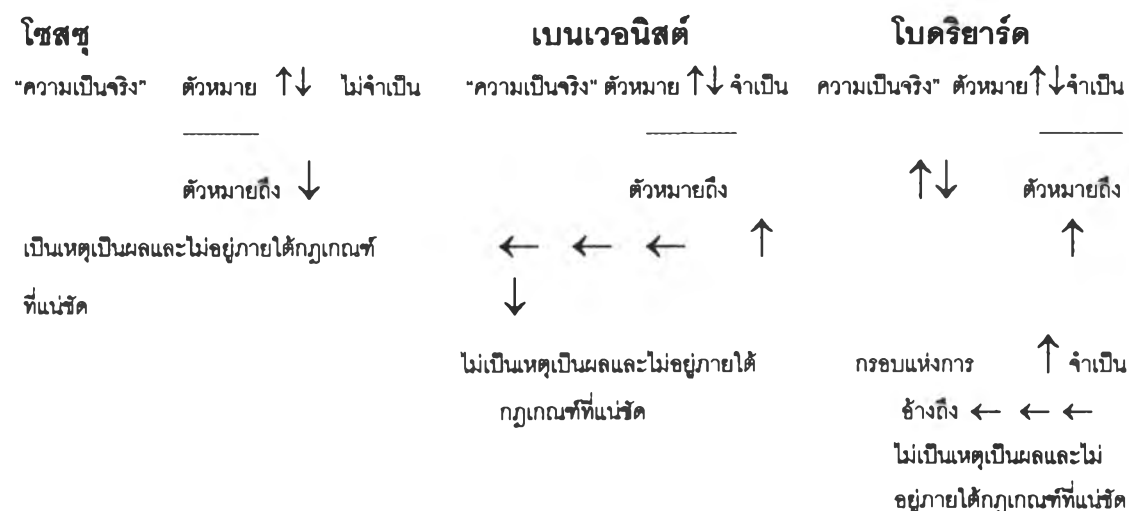 โซสซุ เบนเวอนิสต์ โบดริยาร์ด
“ความเป็นจริง” ตัวหมาย ↑↓ ไม่จำเป็น “ความเป็นจริง” ตัวหมาย ↑↓ จำเป็น ความเป็นจริง” ตัวหมาย ↑↓ จำเป็น
ตัวหมายถึง ↓ ตัวหมายถึง ↑↓ ตัวหมายถึง
เป็นเหตุเป็นผลและไม่อยู่ภายใต้กฎเกณฑ์ ← ← ← ↑ ↑
ที่แน่ชัด ↓
ไม่เป็นเหตุเป็นผลและไม่อยู่ภายใต้ กรอบแห่งการ ↑ จำเป็น
กฎเกณฑ์ที่แน่ชัด อ้างถึง ← ← ←
ไม่เป็นเหตุเป็นผลและไม่
อยู่ภายใต้กฎเกณฑ์ที่แน่ชัด